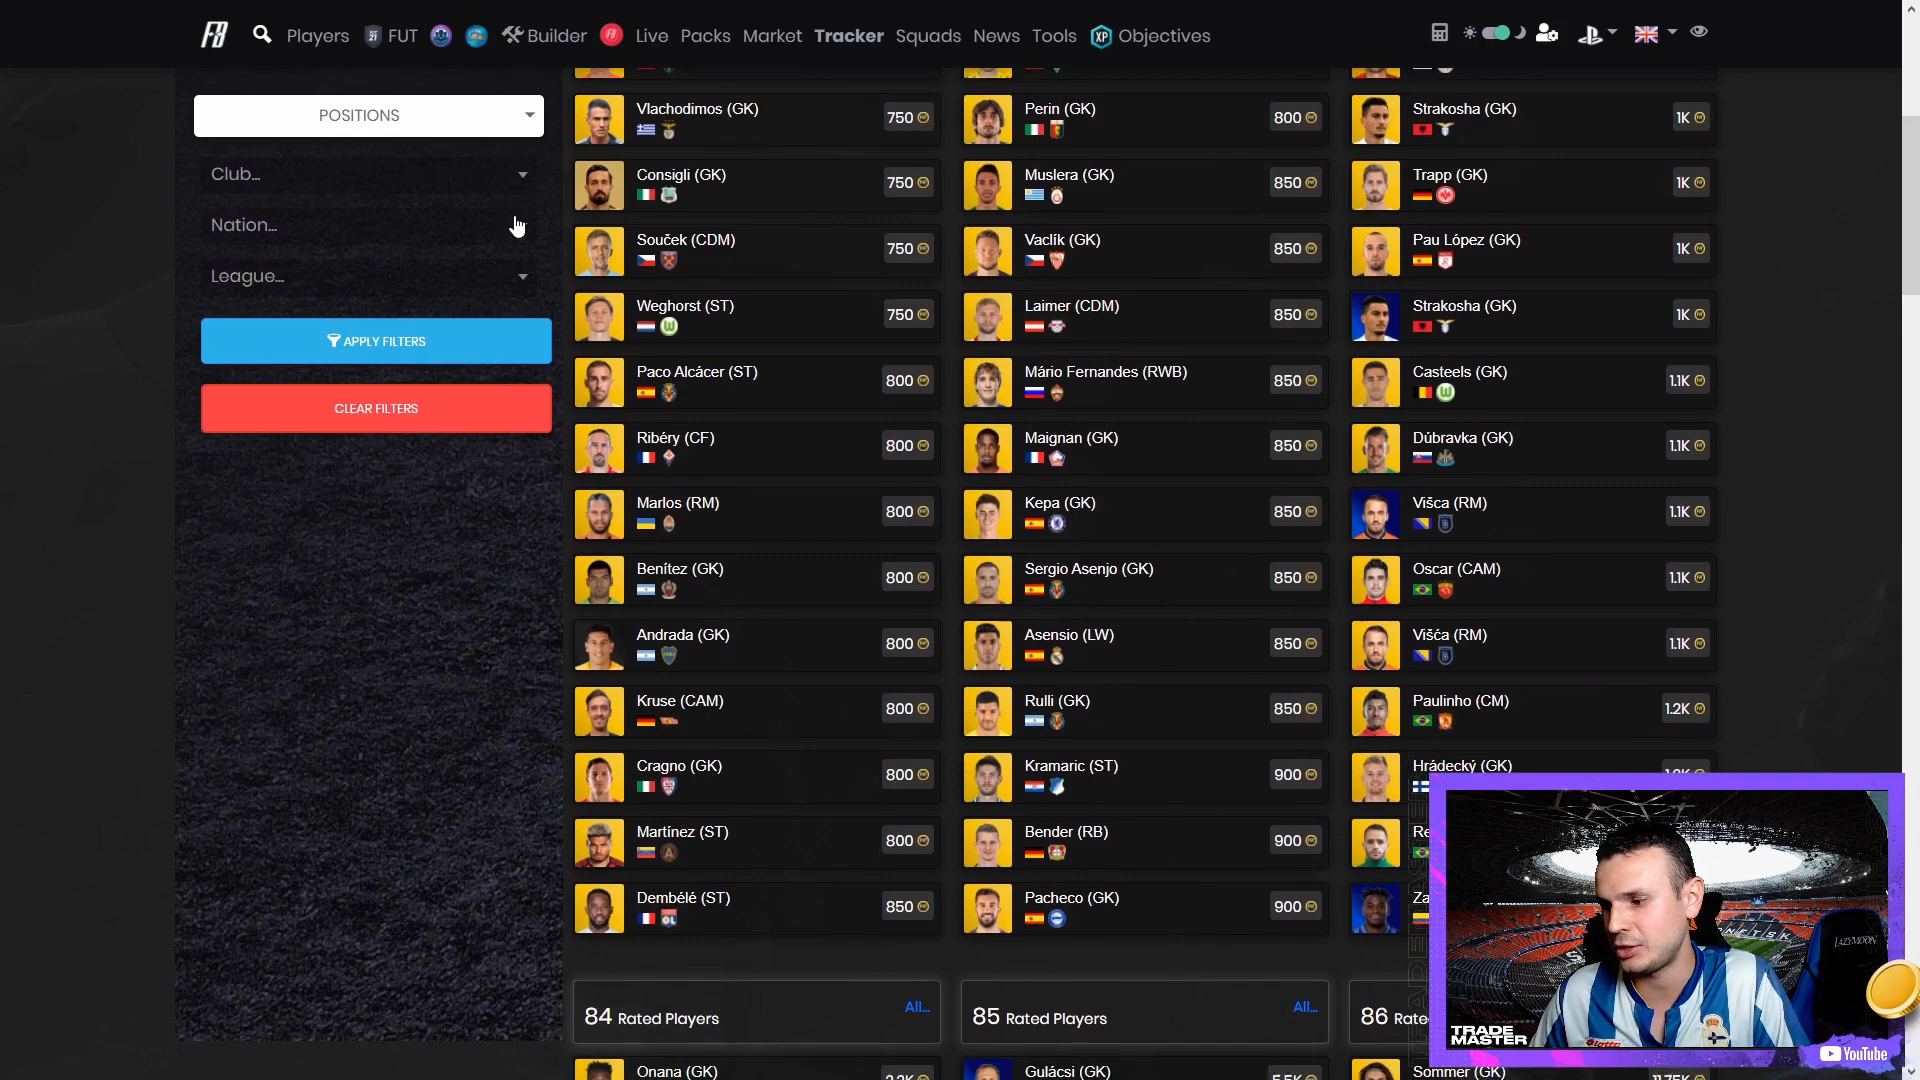 Players FUT Builder Live Packs Market Tracker Squads News Tools XP Objectives
POSITIONS
Club...
Nation...
League...
APPLY FILTERS
CLEAR FILTERS
Vlachodimos (GK) 750
Consigli (GK) 750
Souček (CDM) 750
Weghorst (ST) 750
Paco Alcácer (ST) 800
Ribéry (CF) 800
Marlos (RM) 800
Benítez (GK) 800
Andrada (GK) 800
Kruse (CAM) 800
Cragno (GK) 800
Martínez (ST) 800
Dembélé (ST) 850
Perin (GK) 800
Muslera (GK) 850
Vaclík (GK) 850
Laimer (CDM) 850
Mário Fernandes (RWB) 850
Maignan (GK) 850
Kepa (GK) 850
Sergio Asenjo (GK) 850
Asensio (LW) 850
Rulli (GK) 850
Kramaric (ST) 900
Bender (RB) 900
Pacheco (GK) 900
Strakosha (GK) 1K
Trapp (GK) 1K
Pau López (GK) 1K
Strakosha (GK) 1K
Casteels (GK) 1.1K
Dúbravka (GK) 1.1K
Višca (RM) 1.1K
Oscar (CAM) 1.1K
Višća (RM) 1.1K
Paulinho (CM) 1.2K
Hrádecký (GK)
84 Rated Players All...
85 Rated Players All...
86 Rate
Onana (GK)
Gulácsi (GK)
Sommer (GK)
LAZYMOON
TRADE
MASTER
YouTube